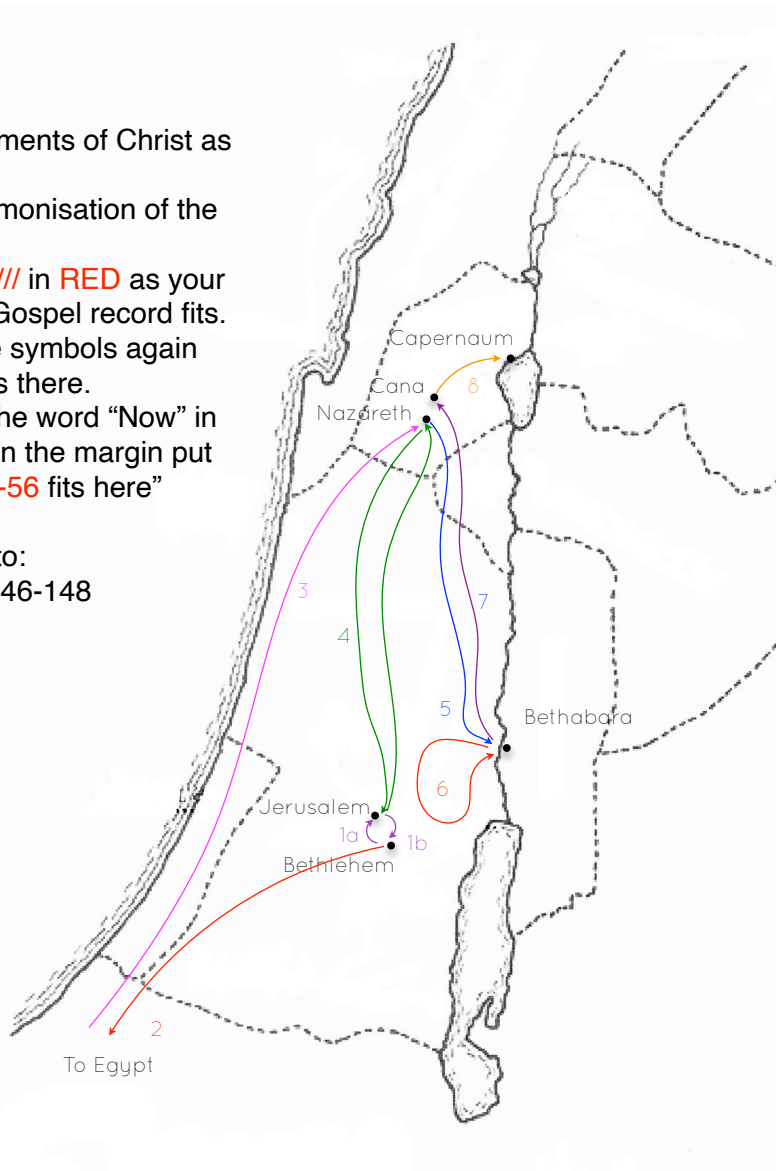 ments of Christ as
monisation of the
/// in RED as your
Gospel record fits.
symbols again
s there.
he word “Now” in
n the margin put
-56 fits here”
to:
46-148
Capernaum
8
Cana
Nazareth
3
7
4
5
Bethabara
6
Jerusalem
1a
1b
Bethlehem
2
To Egypt